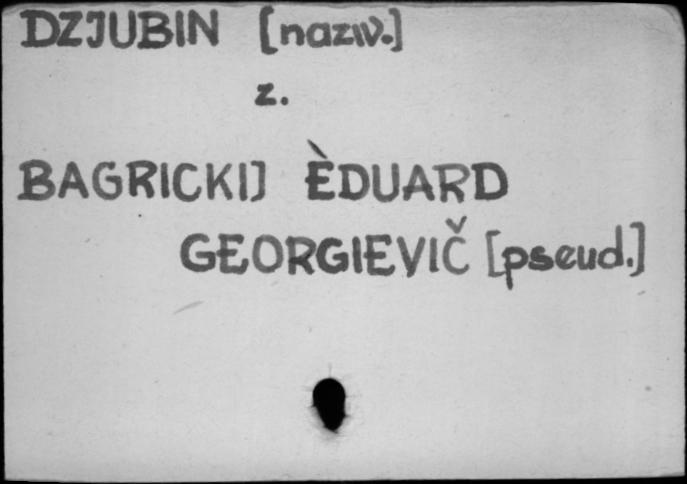 DZJUBIN [nazw.]
z.
BAGRICKIJ ÈDUARD
GEORGIEVIČ [pseud.]